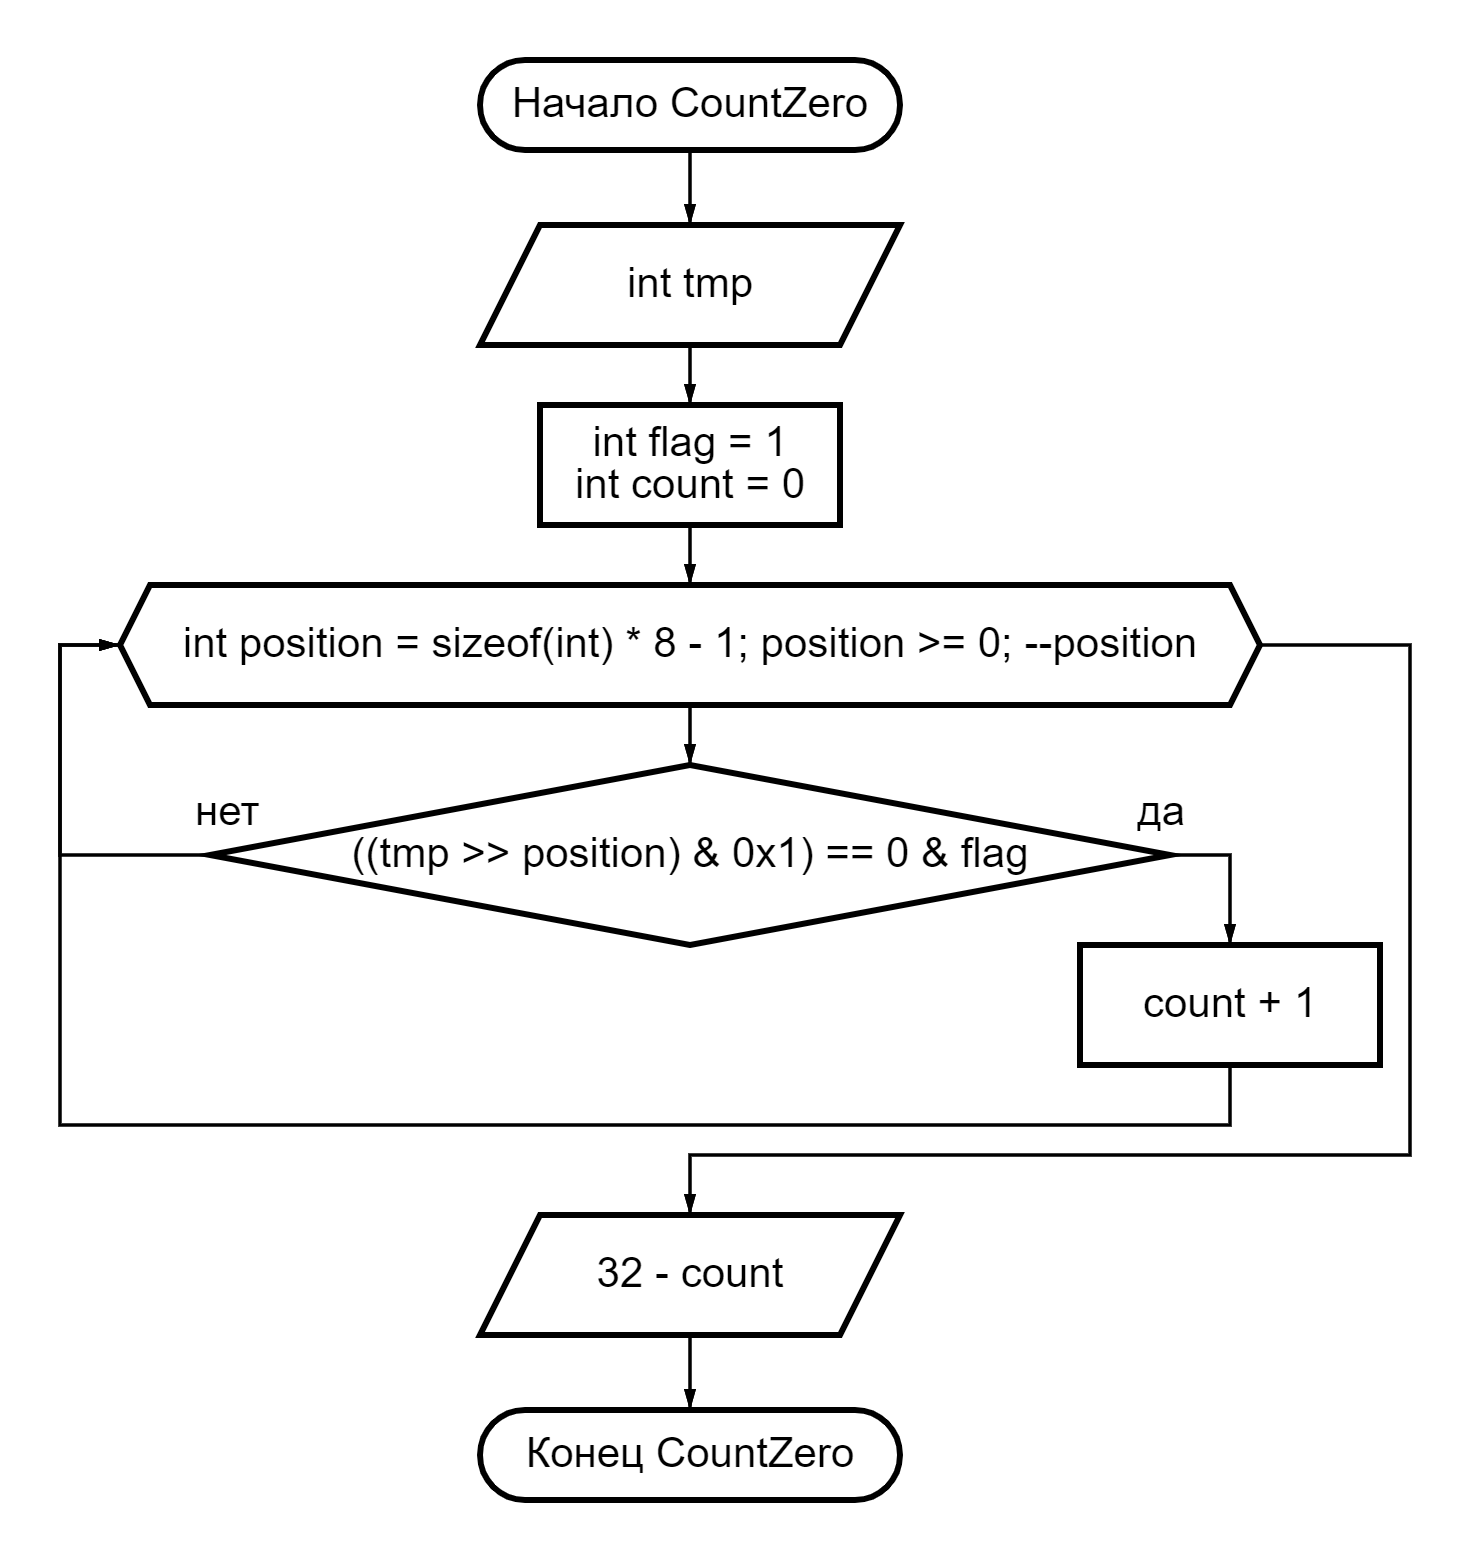 Начало CountZero
int tmp
int flag = 1
int count = 0
int position = sizeof(int) * 8 - 1; position >= 0; --position
нет
да
((tmp >> position) & 0x1) == 0 & flag
count + 1
32 - count
Конец CountZero